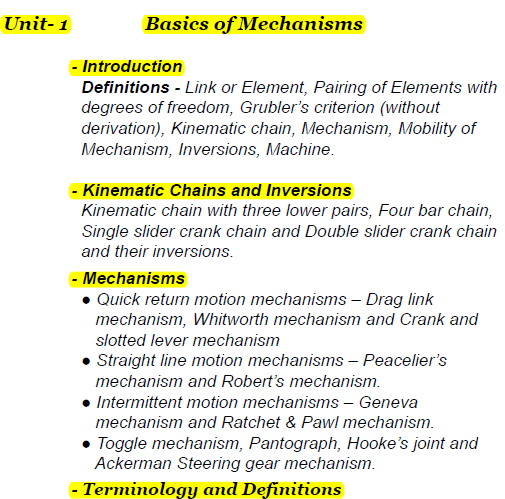 Unit- 1 Basics of Mechanisms
- Introduction
Definitions - Link or Element, Pairing of Elements with
degrees of freedom, Grubler's criterion (without
derivation), Kinematic chain, Mechanism, Mobility of
Mechanism, Inversions, Machine.
- Kinematic Chains and Inversions
Kinematic chain with three lower pairs, Four bar chain,
Single slider crank chain and Double slider crank chain
and their inversions.
- Mechanisms
● Quick return motion mechanisms – Drag link
mechanism, Whitworth mechanism and Crank and
slotted lever mechanism
● Straight line motion mechanisms – Peacelier's
mechanism and Robert's mechanism.
● Intermittent motion mechanisms – Geneva
mechanism and Ratchet & Pawl mechanism.
● Toggle mechanism, Pantograph, Hooke's joint and
Ackerman Steering gear mechanism.
- Terminology and Definitions